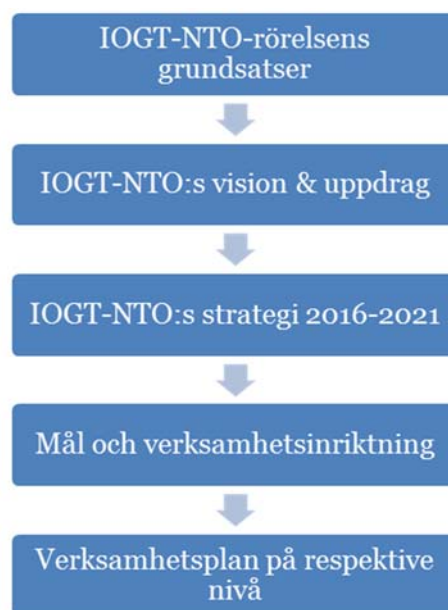 IOGT-NTO-rörelsens
grundsatser
IOGT-NTO:s vision & uppdrag
IOGT-NTO:s strategi 2016-2021
Mål och verksamhetsinriktning
Verksamhetsplan på respektive
nivå